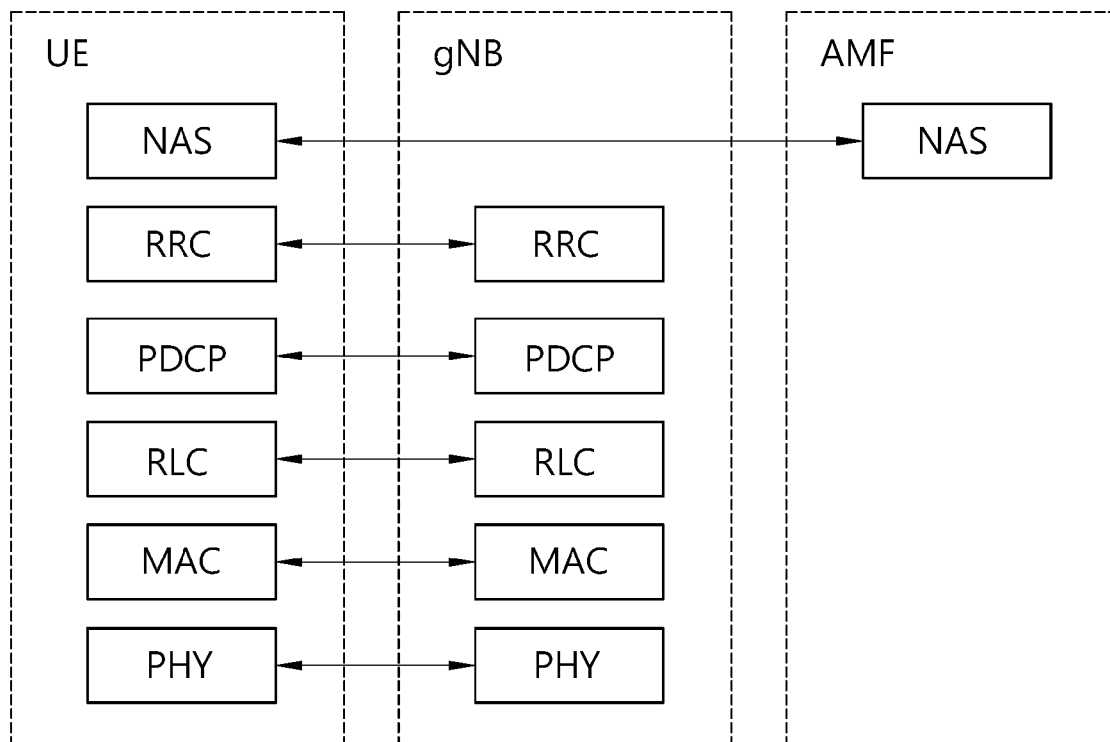 UE
gNB
AMF
NAS
NAS
RRC
RRC
PDCP
PDCP
RLC
RLC
MAC
MAC
PHY
PHY